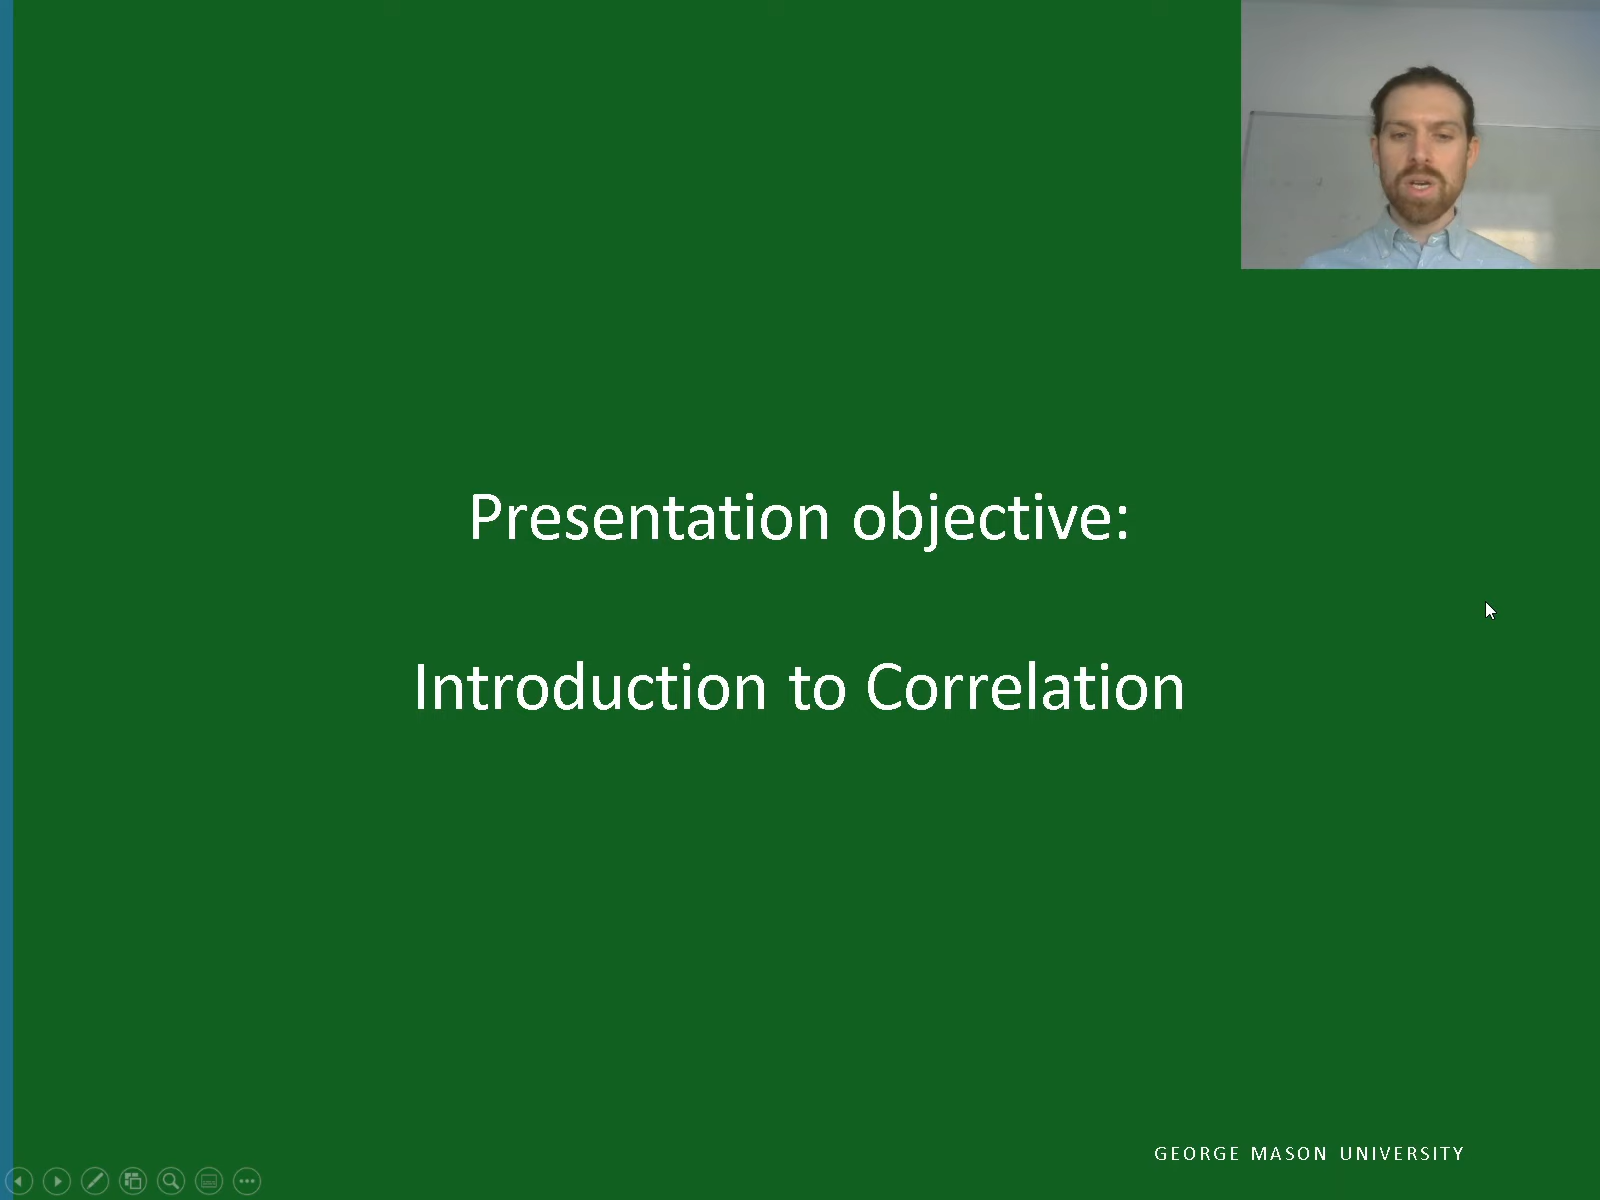 Presentation objective:
Introduction to Correlation
GEORGE MASON UNIVERSITY